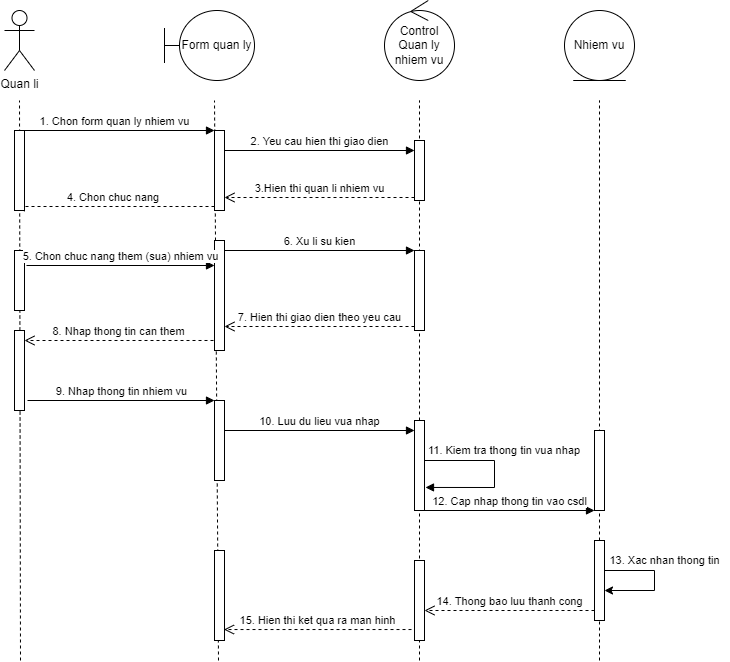 Quan li
Form quan ly
Control
Quan ly
nhiem vu
Nhiem vu
1. Chon form quan ly nhiem vu
2. Yeu cau hien thi giao dien
3.Hien thi quan li nhiem vu
4. Chon chuc nang
5. Chon chuc nang them (sua) nhiem vu
6. Xu li su kien
7. Hien thi giao dien theo yeu cau
8. Nhap thong tin can them
9. Nhap thong tin nhiem vu
10. Luu du lieu vua nhap
11. Kiem tra thong tin vua nhap
12. Cap nhap thong tin vao csdl
13. Xac nhan thong tin
14. Thong bao luu thanh cong
15. Hien thi ket qua ra man hinh